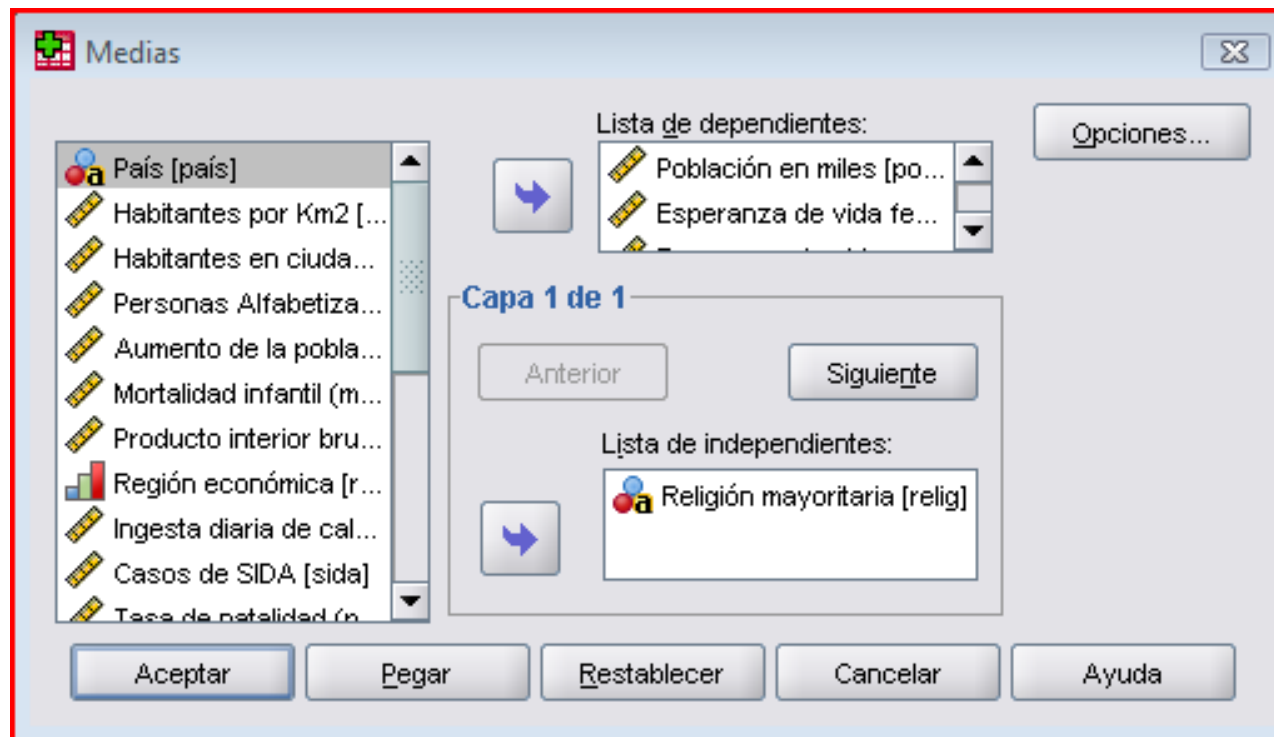 Medias
País [país]
Habitantes por Km2 [...
Habitantes en ciuda...
Personas Alfabetiza...
Aumento de la pobla...
Mortalidad infantil (m...
Producto interior bru...
Región económica [r...
Ingesta diaria de cal...
Casos de SIDA [sida]
Tasa de natalidad (p
Lista de dependientes:
Población en miles [po...
Esperanza de vida fe...
Opciones...
Capa 1 de 1
Anterior
Siguiente
Lista de independientes:
Religión mayoritaria [relig]
Aceptar
Pegar
Restablecer
Cancelar
Ayuda